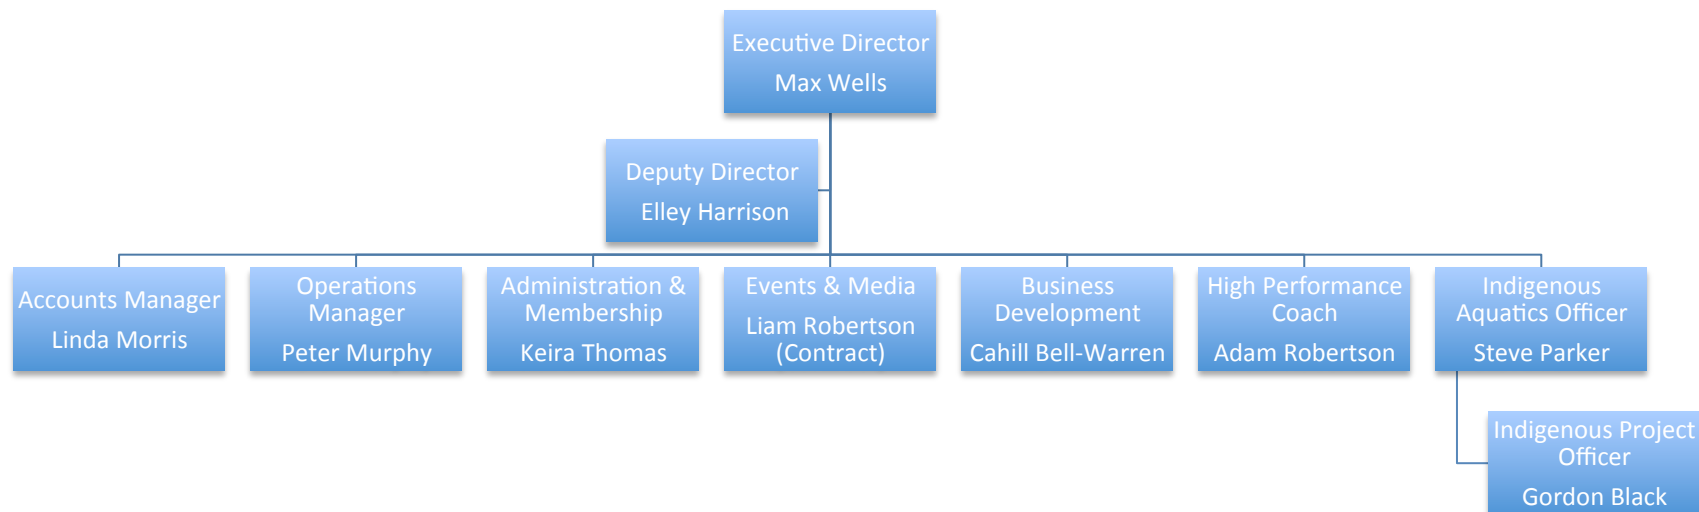 Executive Director
Max Wells
Deputy Director
Elley Harrison
Accounts Manager
Linda Morris
Operations
Manager
Peter Murphy
Administration &
Membership
Keira Thomas
Events & Media
Liam Robertson
(Contract)
Business
Development
Cahill Bell-Warren
High Performance
Coach
Adam Robertson
Indigenous
Aquatics Officer
Steve Parker
Indigenous Project
Officer
Gordon Black